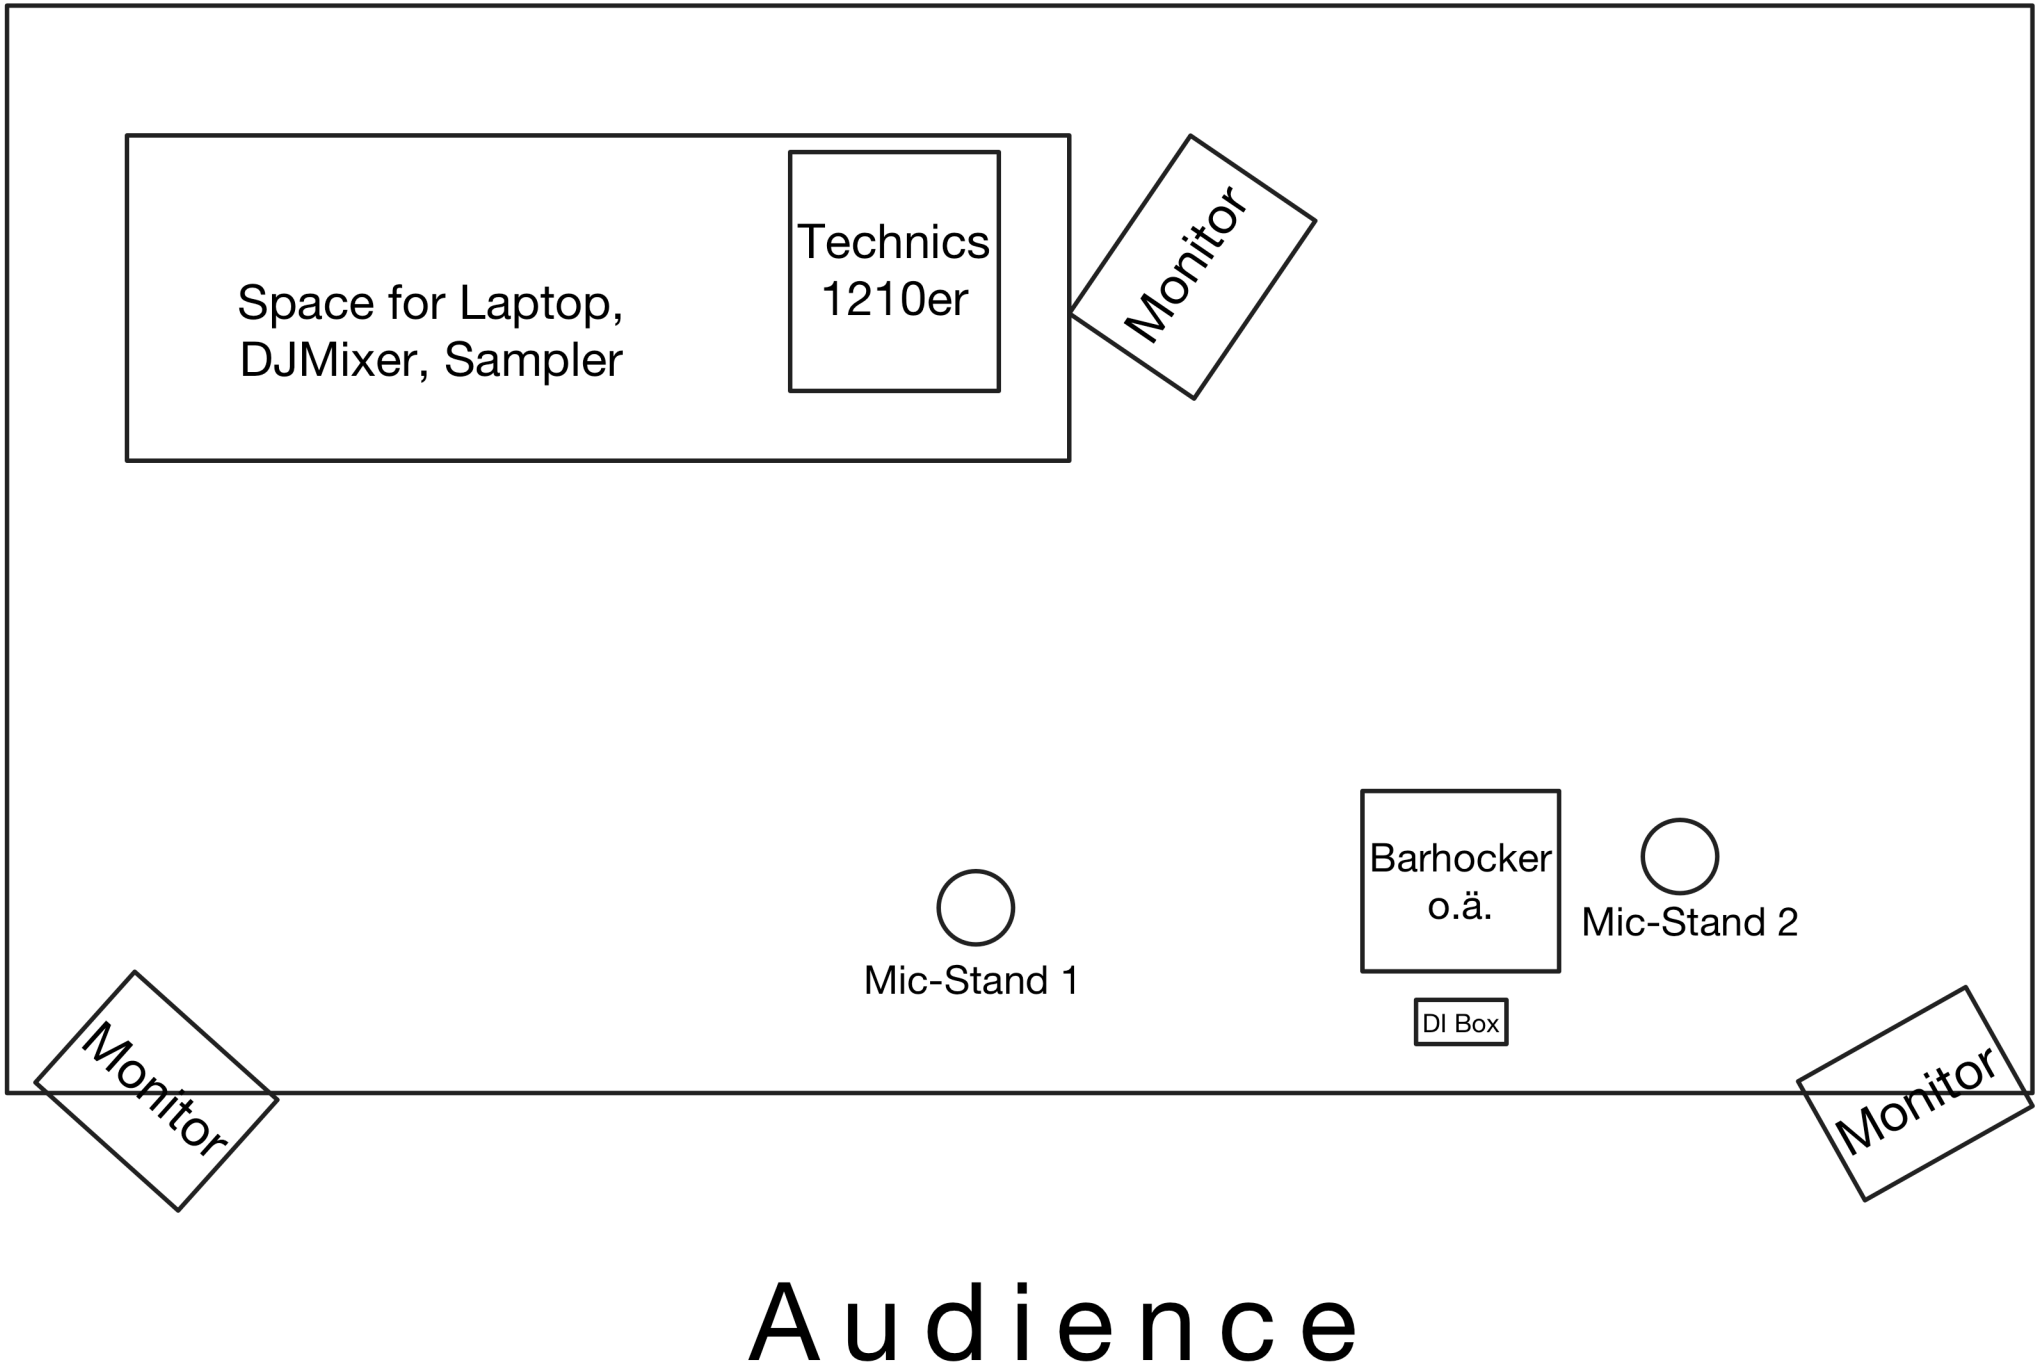 Technics
1210er
Monitor
Space for Laptop,
DJMixer, Sampler
Barhocker
o.ä.
Mic-Stand 2
Mic-Stand 1
DI Box
Monitor
Monitor
Audience